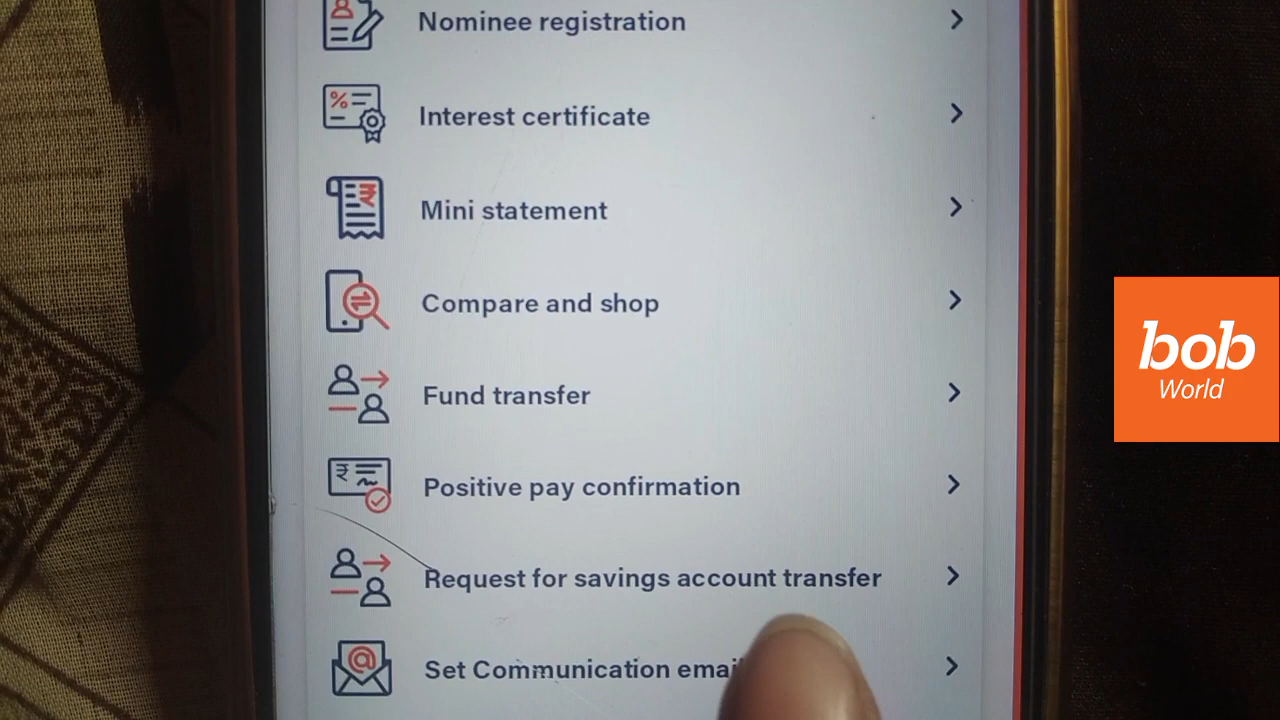 Nominee registration
Interest certificate
Mini statement
Compare and shop
Fund transfer
Positive pay confirmation
Request for savings account transfer
Set Communication email
bob
World